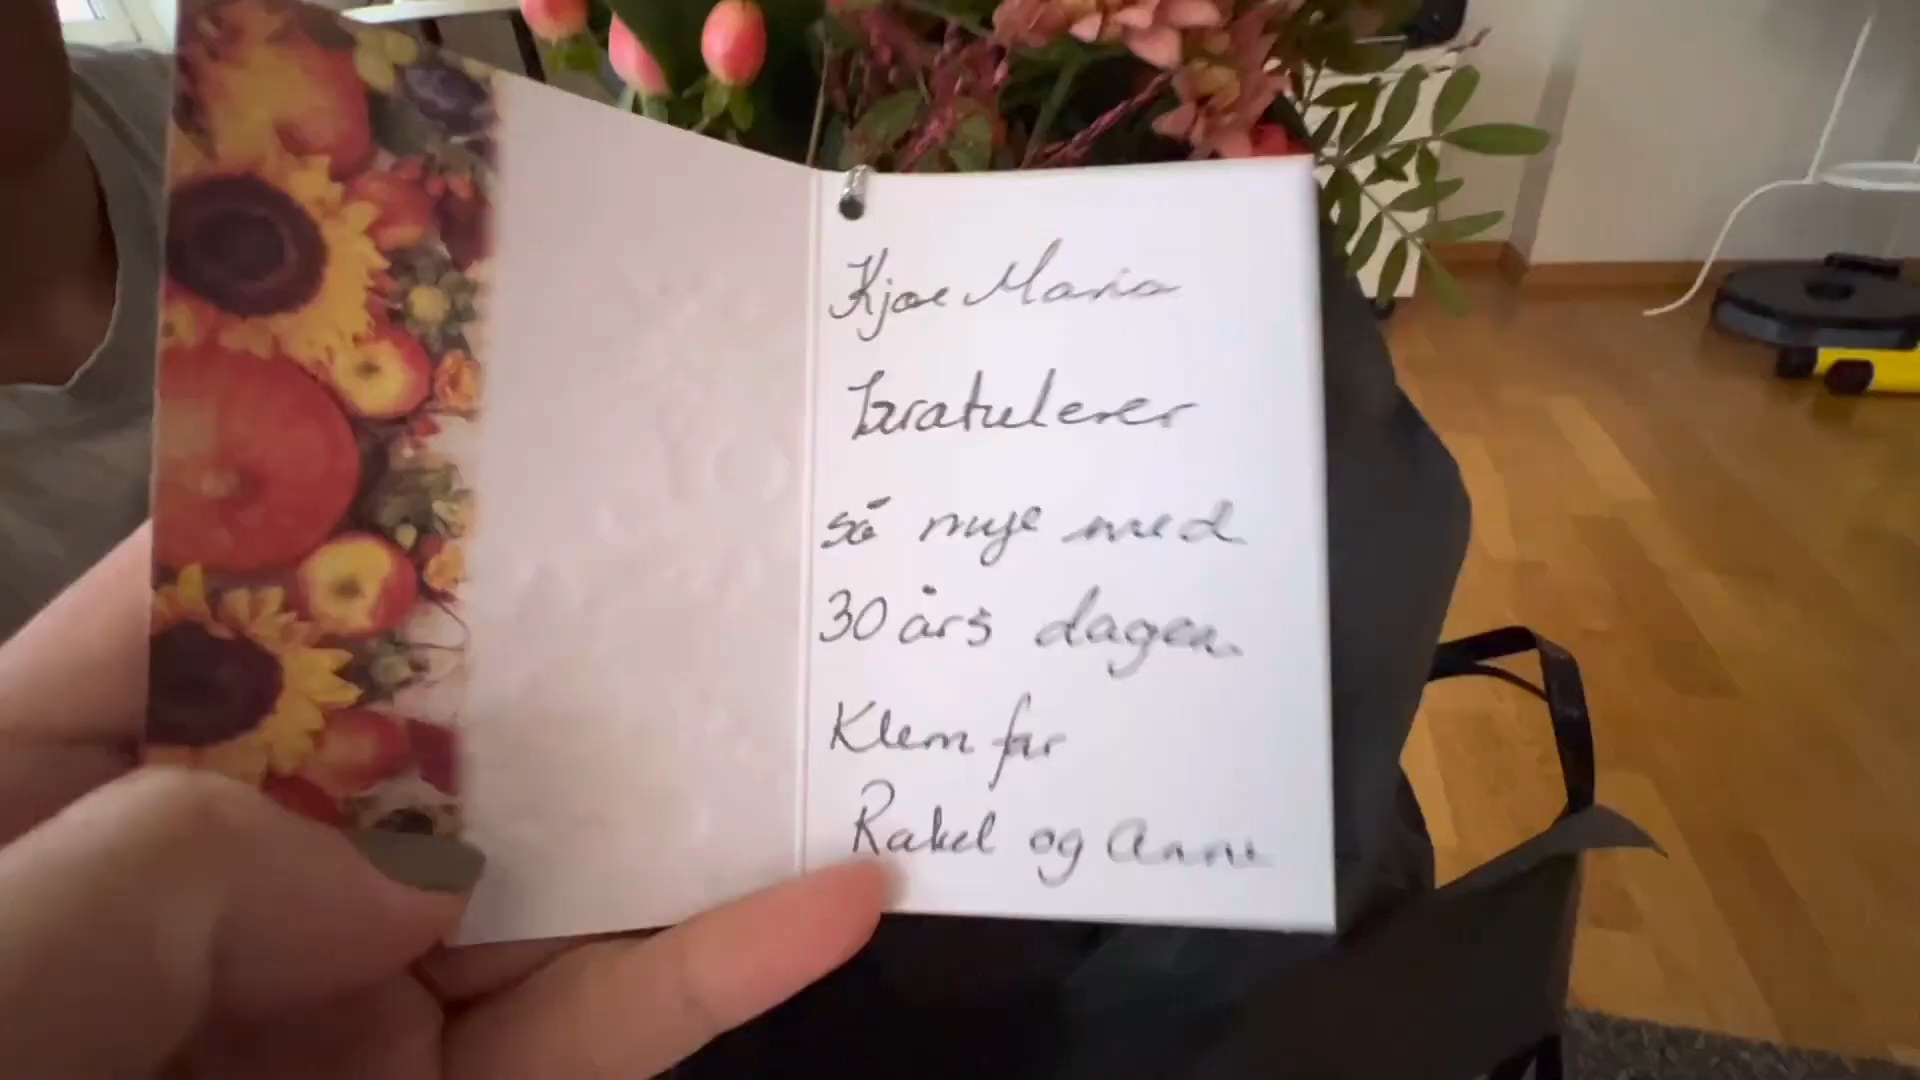 Kjære Maria
Gratulerer
så mye med
30 års dagen.
Klem fra
Rakel og Anne